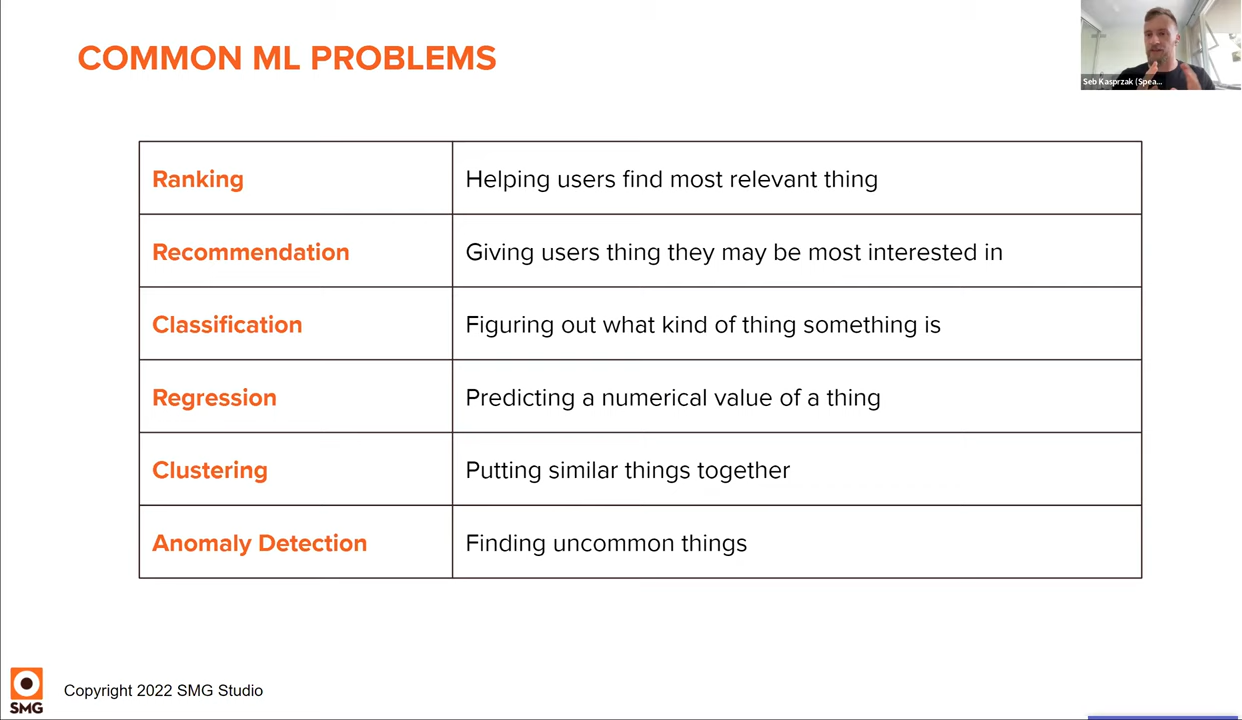 COMMON ML PROBLEMS
Seb Kasprzak (Spea...
Ranking
Helping users find most relevant thing
Recommendation
Giving users thing they may be most interested in
Classification
Figuring out what kind of thing something is
Regression
Predicting a numerical value of a thing
Clustering
Putting similar things together
Anomaly Detection
Finding uncommon things
SMG
Copyright 2022 SMG Studio